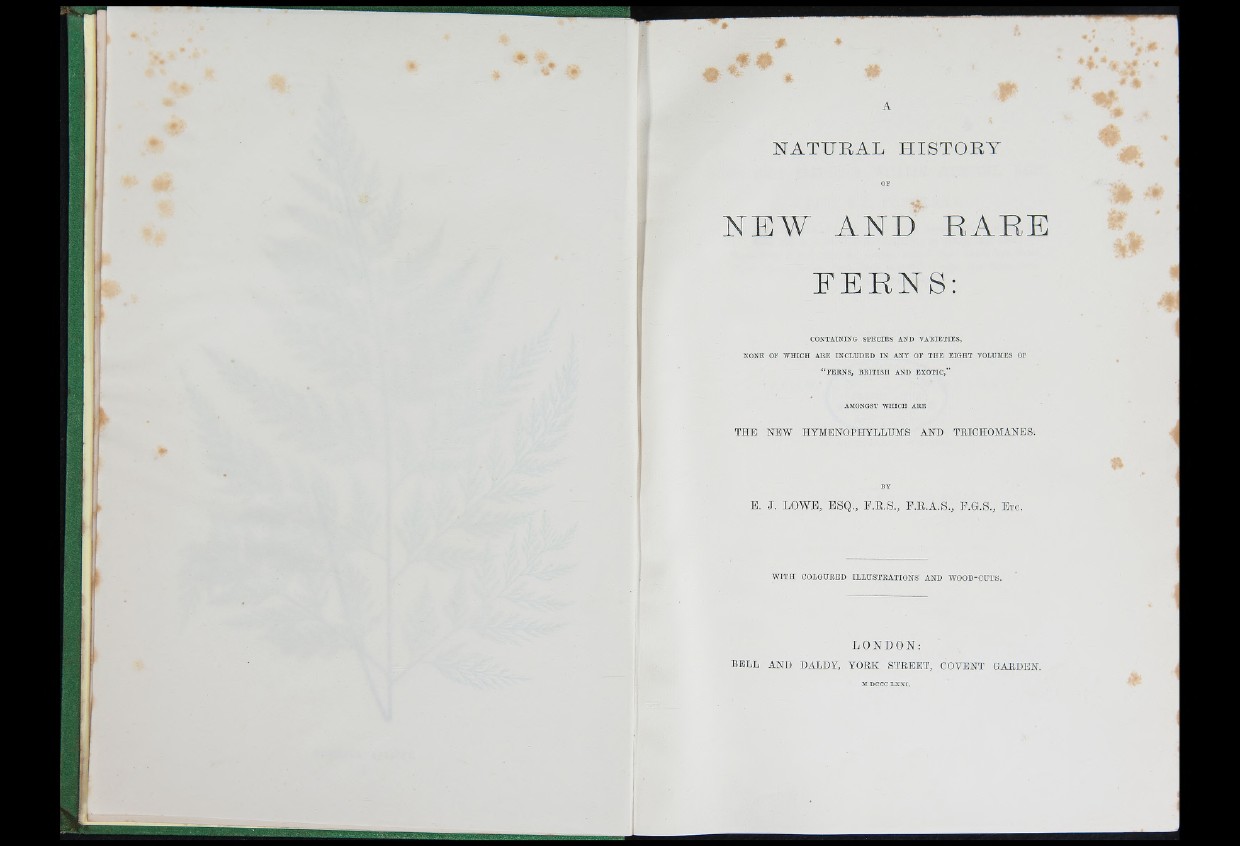 A
NATURAL HISTORY
OF
NEW AND RARE
FERNS:
CONTAINING SPECIES AND VARIETIES,
NONE OF WHICH ARE INCLUDED IN ANY OF THE EIGHT VOLUMES OF
"FERNS, BRITISH AND EXOTIC,"
AMONGST WHICH ARE
THE NEW HYMENOPHYLLUMS AND TRICHOMANES.
BY
E. J. LOWE, ESQ., F.R.S., F.R.A.S., F.G.S., Etc.
WITH COLOURED ILLUSTRATIONS AND WOOD-CUTS.
LONDON:
BELL AND DALDY, YORK STREET, COVENT GARDEN.
M DCCC LXXI.